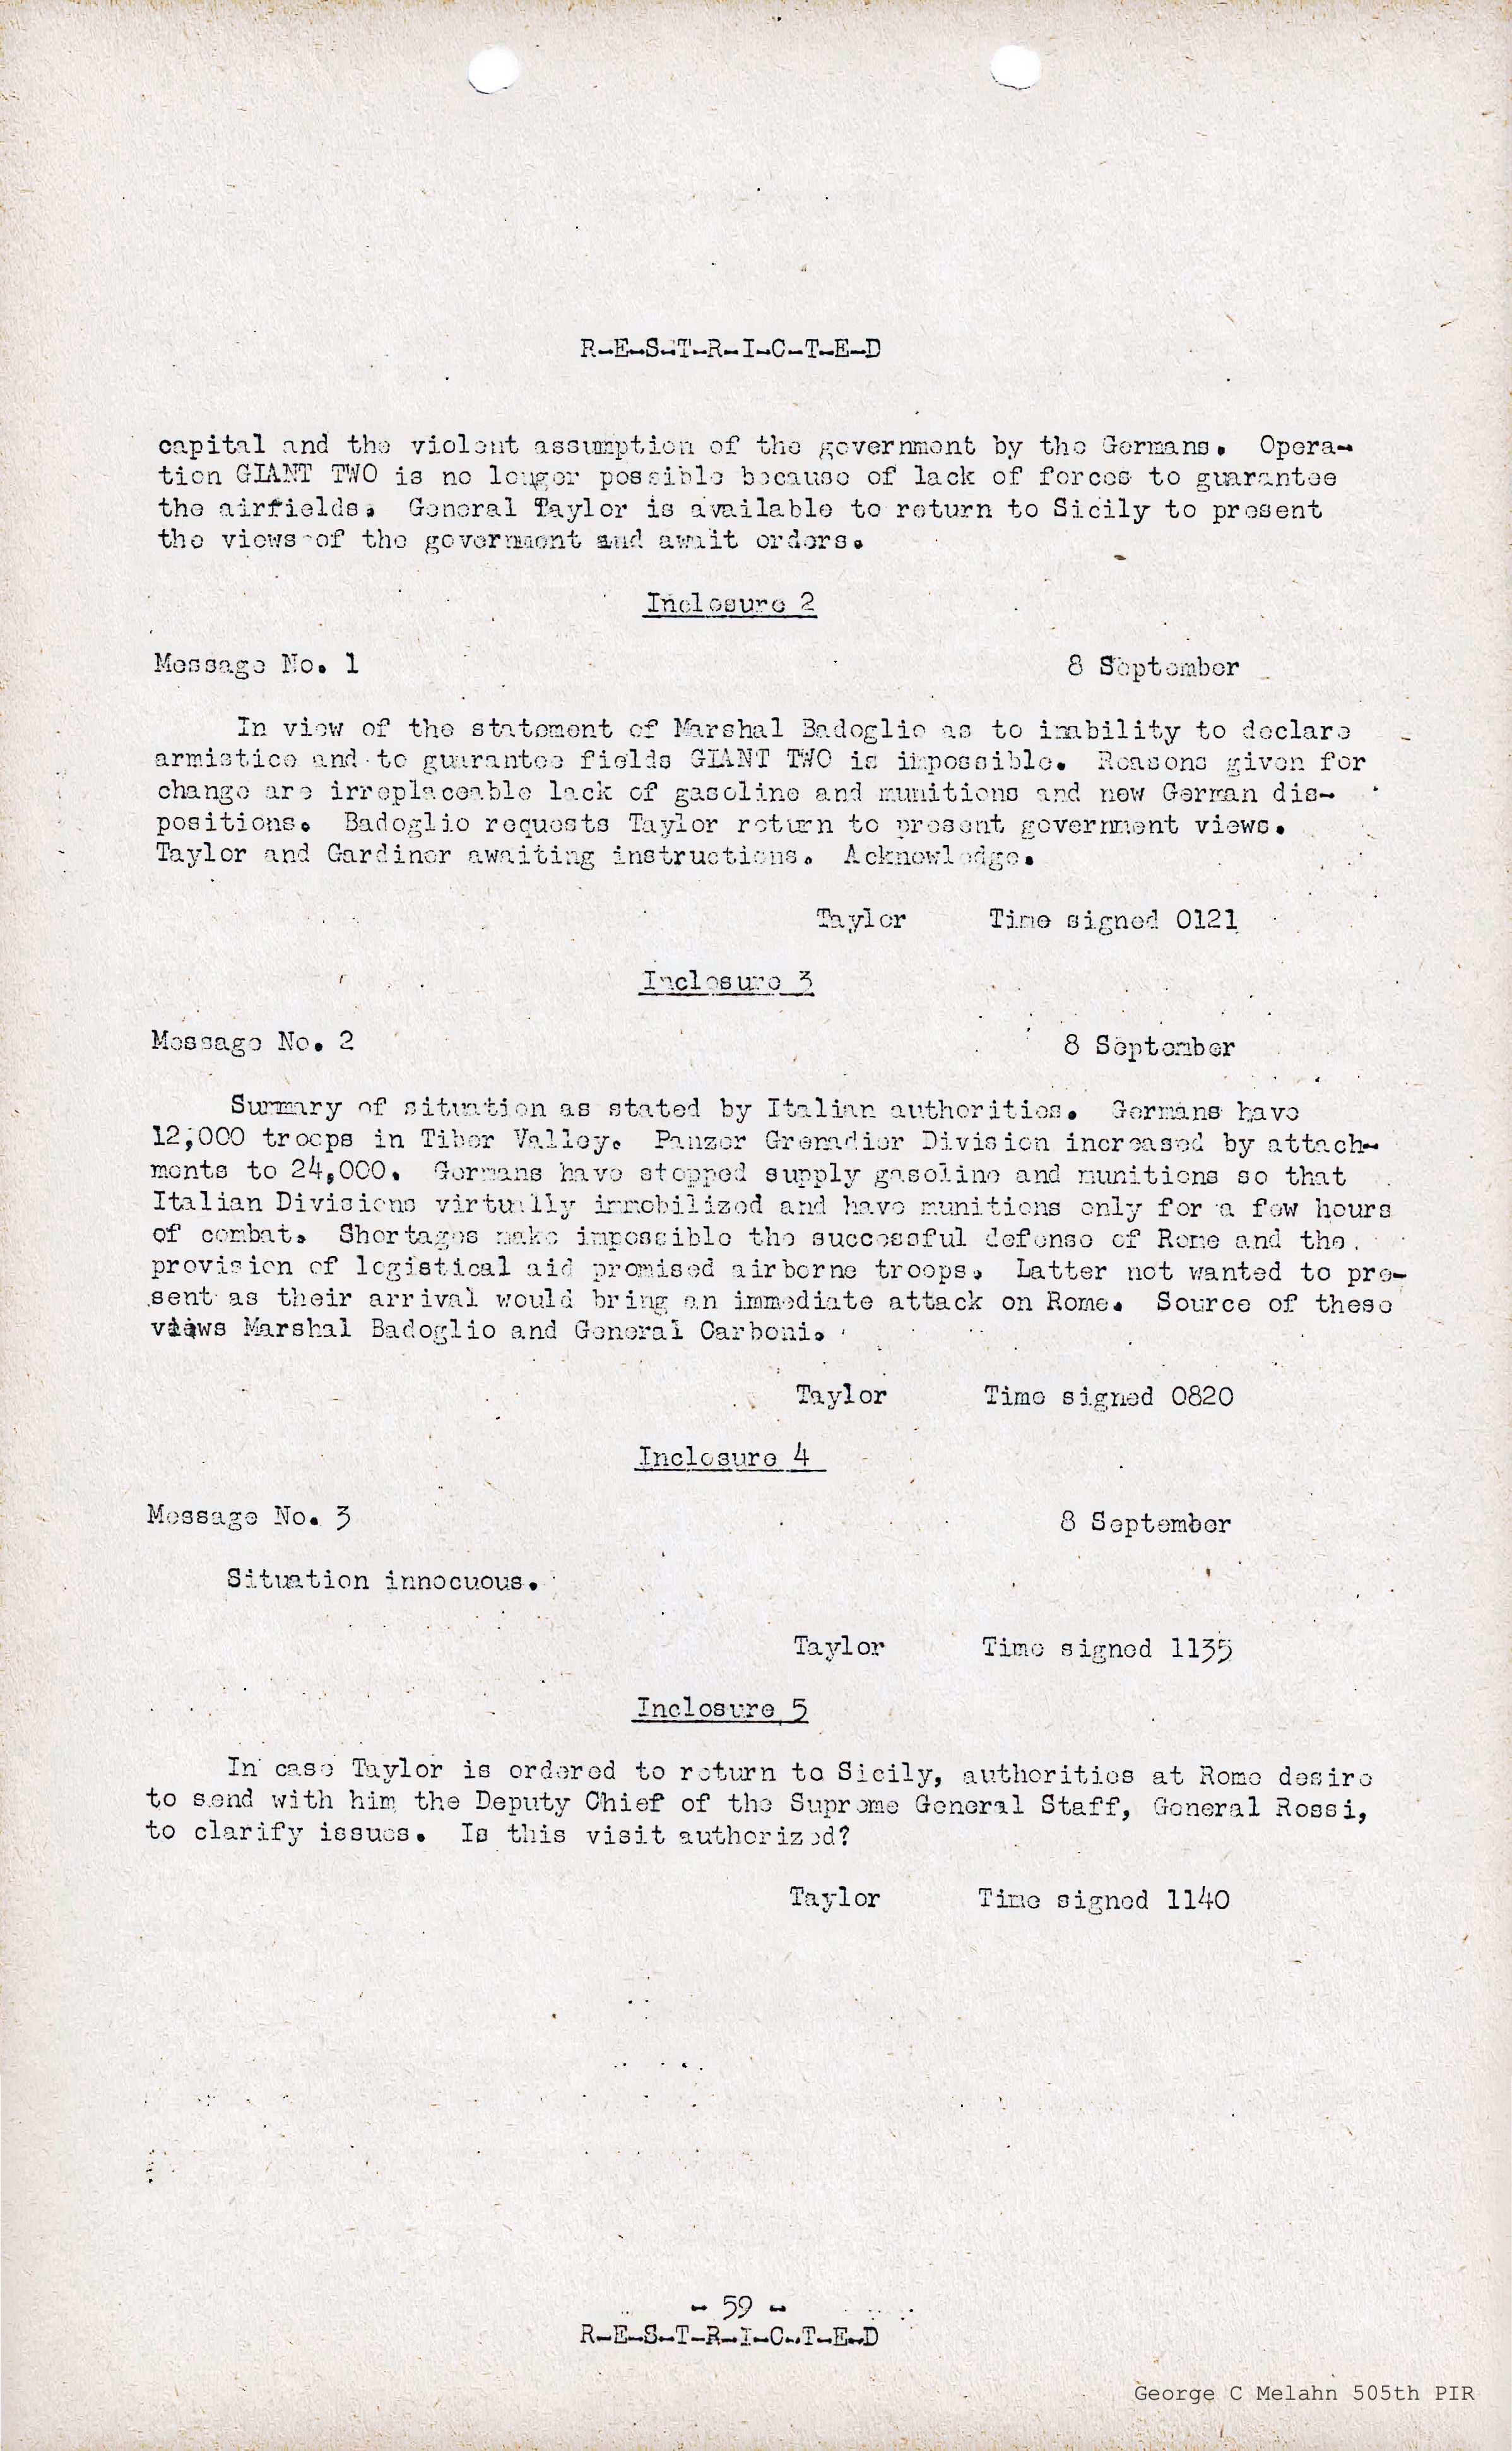 R-E-S-T-R-I-C-T-E-D
capital and the violent assumption of the government by the Germans. Opera-
tion GIANT TWO is no longer possible because of lack of forces to guarantee
the airfields. General Taylor is available to return to Sicily to present
the views of the government and await orders.
Inclosure 2
Message No. 1 8 September
In view of the statement of Marshal Badoglio as to inability to declare
armistice and to guarantee fields GIANT TWO is impossible. Reasons given for
change are irreplaceable lack of gasoline and munitions and new German dis-
positions. Badoglio requests Taylor return to present government views.
Taylor and Gardiner awaiting instructions. Acknowledge.
Taylor Time signed 0121
Inclosure 3
Message No. 2 8 September
Summary of situation as stated by Italian authorities. Germans have
12,000 troops in Tiber Valley. Panzer Grenadier Division increased by attach-
ments to 24,000. Germans have stopped supply gasoline and munitions so that
Italian Divisions virtually immobilized and have munitions only for a few hours
of combat. Shortages make impossible the successful defense of Rome and the
provision of logistical aid promised airborne troops. Latter not wanted to pre-
sent as their arrival would bring an immediate attack on Rome. Source of these
views Marshal Badoglio and General Carboni.
Taylor Time signed 0820
Inclosure 4
Message No. 3 8 September
Situation innocuous.
Taylor Time signed 1135
Inclosure 5
In case Taylor is ordered to return to Sicily, authorities at Rome desire
to send with him the Deputy Chief of the Supreme General Staff, General Rossi,
to clarify issues. Is this visit authorized?
Taylor Time signed 1140
- 59 -
R-E-S-T-R-I-C-T-E-D
George C Melahn 505th PIR